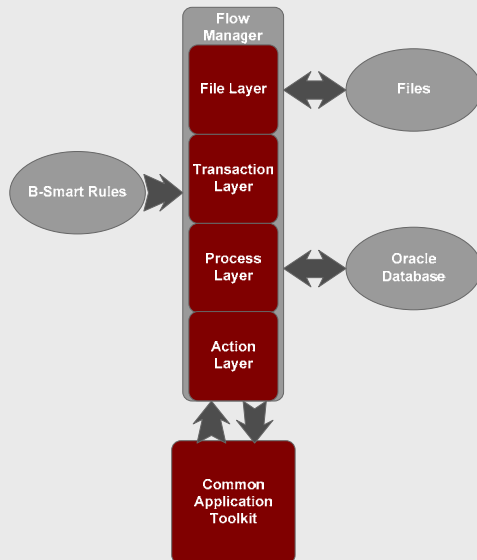 Flow
Manager
File Layer
Files
Transaction
Layer
B-Smart Rules
Process
Layer
Oracle
Database
Action
Layer
Common
Application
Toolkit